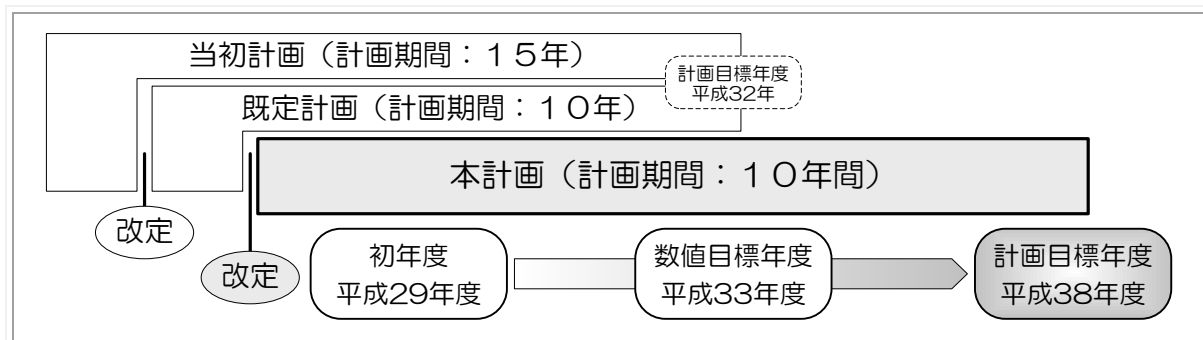 当初計画（計画期間：１５年）
計画目標年度
平成32年
既定計画（計画期間：１０年）
本計画（計画期間：１０年間）
改定
改定
初年度
平成29年度
数値目標年度
平成33年度
計画目標年度
平成38年度